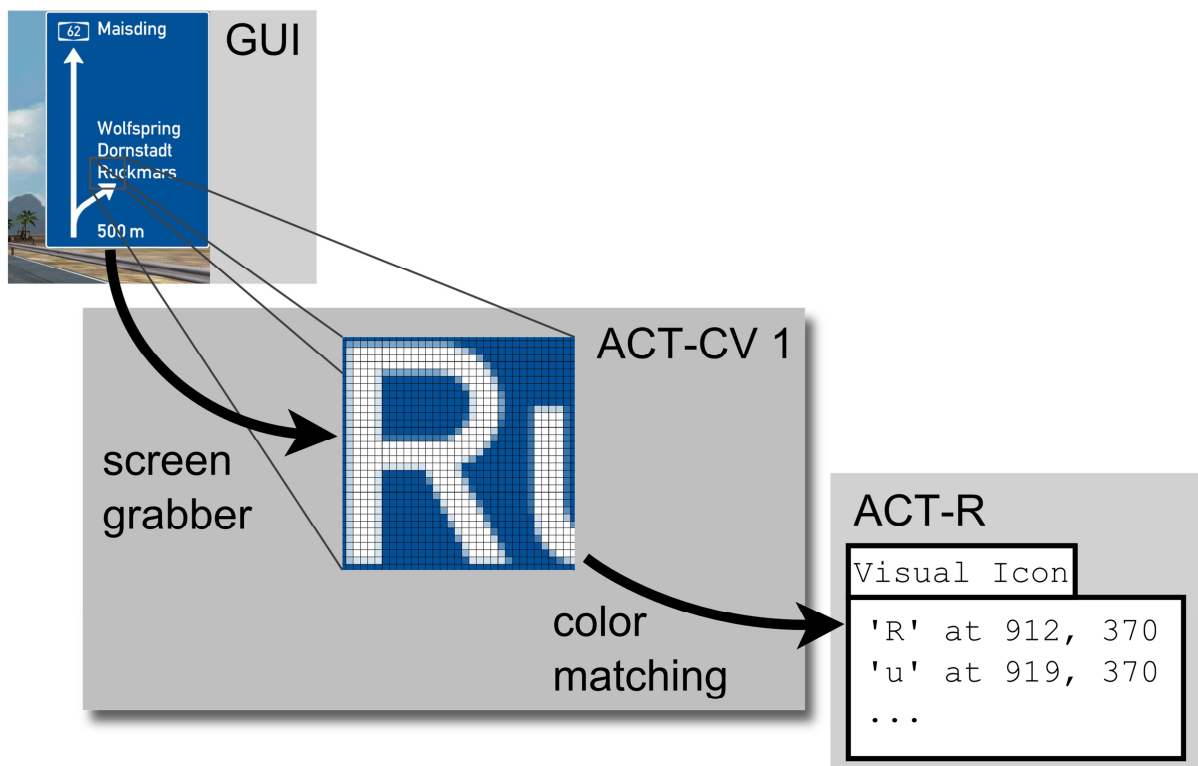 62 Maisding
GUI
Wolfspring
Dornstadt
Ruckmars
500 m
ACT-CV 1
Ru
screen
grabber
color
matching
ACT-R
Visual Icon
'R' at 912, 370
'u' at 919, 370
...